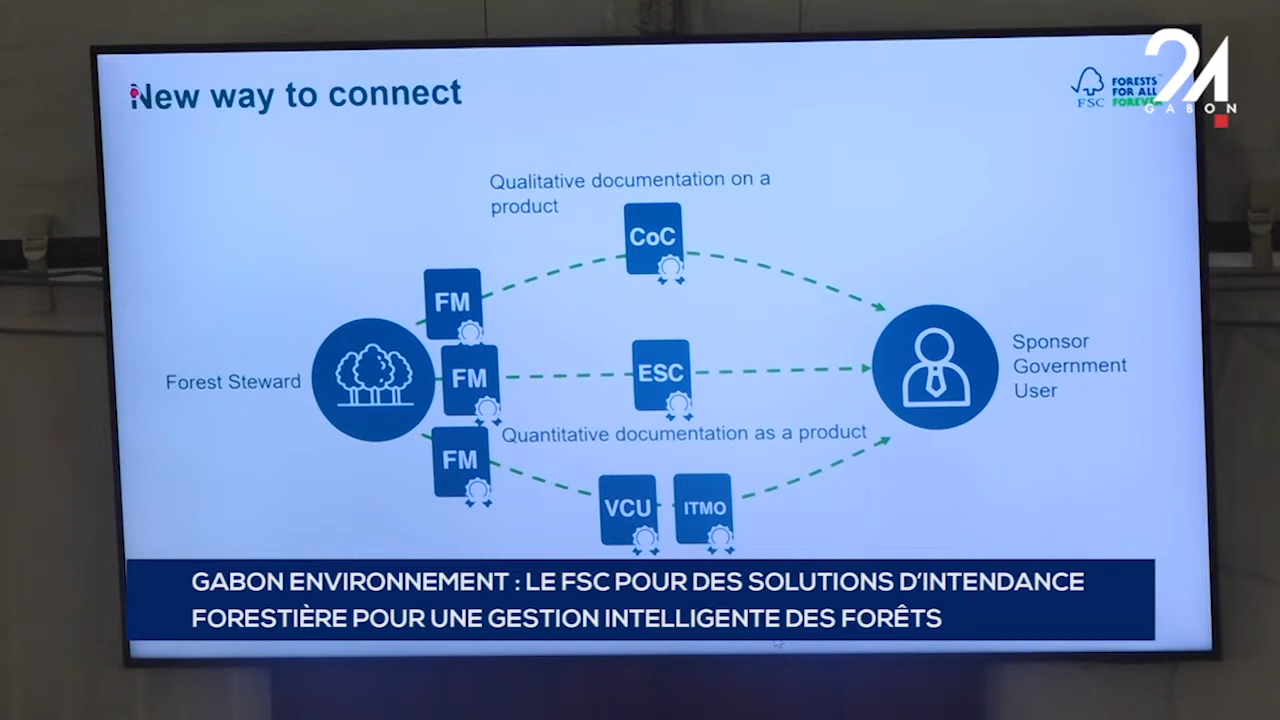 New way to connect
FSC
FORESTS
FOR ALL
FOREVER
24
GABON
Qualitative documentation on a
product
CoC
FM
FM
ESC
Forest Steward
Sponsor
Government
User
Quantitative documentation as a product
FM
VCU
ITMO
GABON ENVIRONNEMENT : LE FSC POUR DES SOLUTIONS D'INTENDANCE
FORESTIÈRE POUR UNE GESTION INTELLIGENTE DES FORÊTS